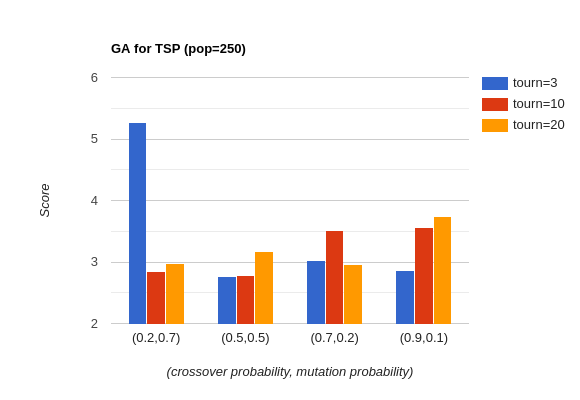 GA for TSP (pop=250)
6
5
4
3
2
Score
(0.2,0.7) (0.5,0.5) (0.7,0.2) (0.9,0.1)
(crossover probability, mutation probability)
tourn=3
tourn=10
tourn=20